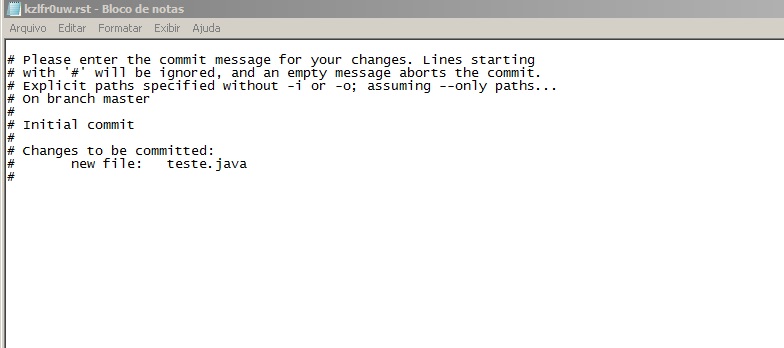 kzlfr0uw.rst - Bloco de notas
Arquivo Editar Formatar Exibir Ajuda
# Please enter the commit message for your changes. Lines starting
# with '#' will be ignored, and an empty message aborts the commit.
# Explicit paths specified without -i or -o; assuming --only paths...
# On branch master
#
# Initial commit
#
# Changes to be committed:
#       new file:   teste.java
#